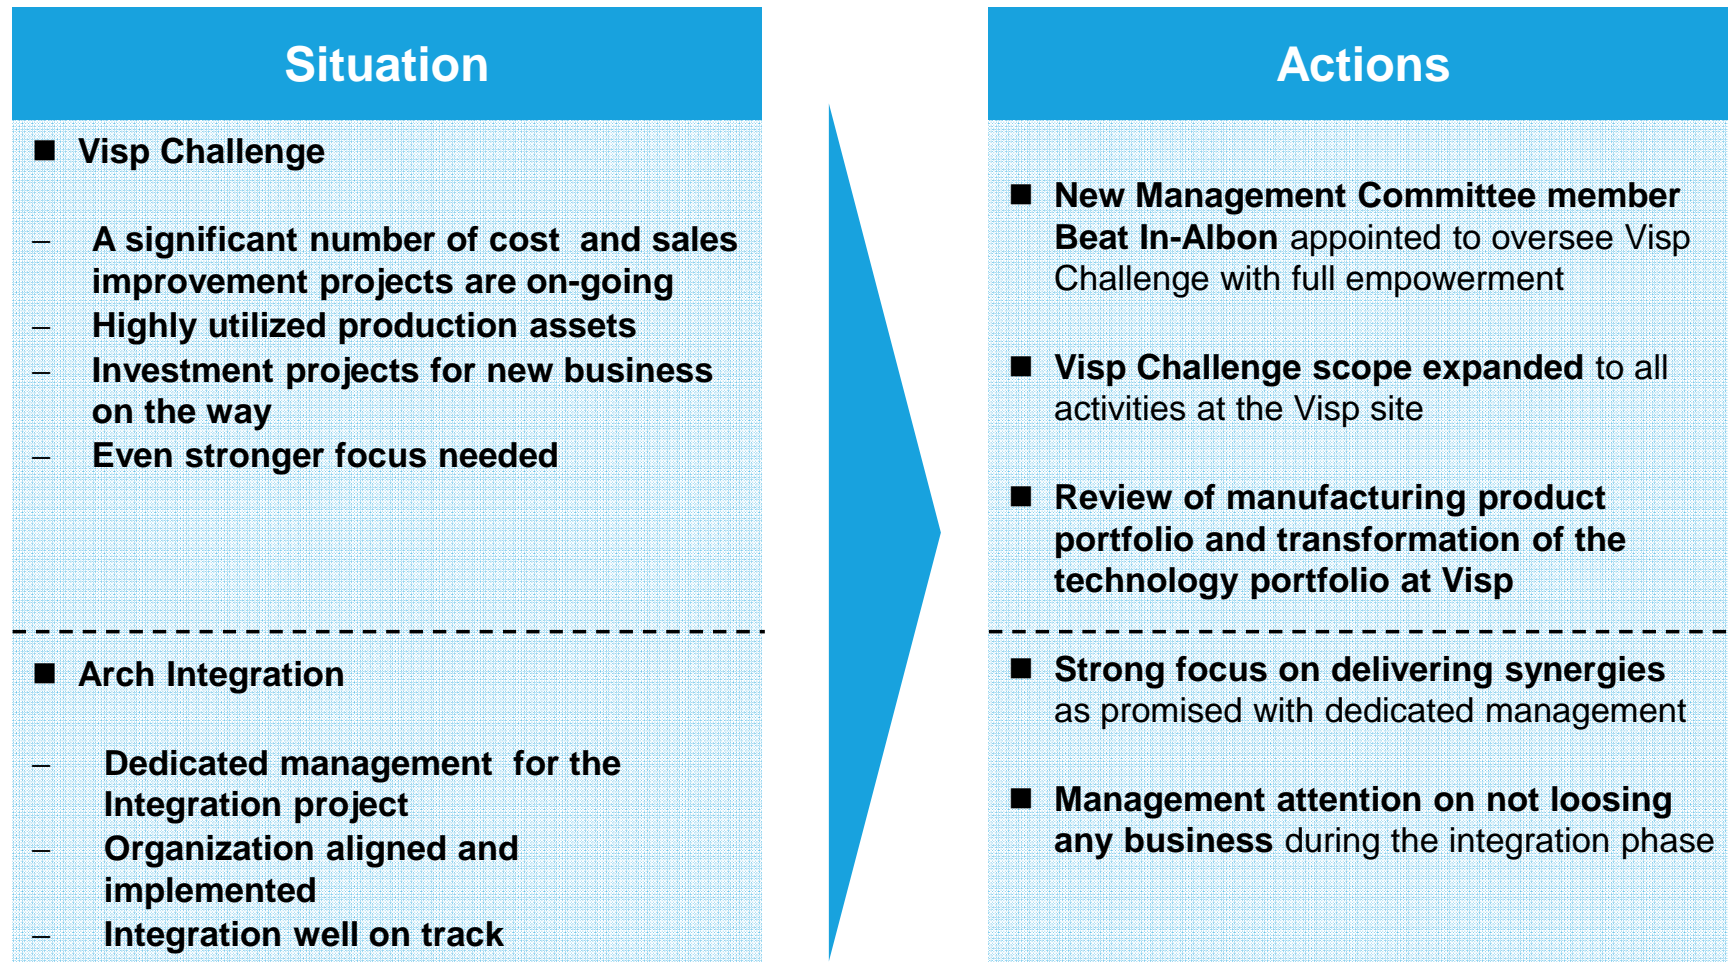 Situation
■ Visp Challenge
– A significant number of cost  and sales
improvement projects are on-going
– Highly utilized production assets
– Investment projects for new business
on the way
– Even stronger focus needed
■ Arch Integration
– Dedicated management  for the
Integration project
– Organization aligned and
implemented
– Integration well on track
Actions
■ New Management Committee member
Beat In-Albon appointed to oversee Visp
Challenge with full empowerment
■ Visp Challenge scope expanded to all
activities at the Visp site
■ Review of manufacturing product
portfolio and transformation of the
technology portfolio at Visp
■ Strong focus on delivering synergies
as promised with dedicated management
■ Management attention on not loosing
any business during the integration phase